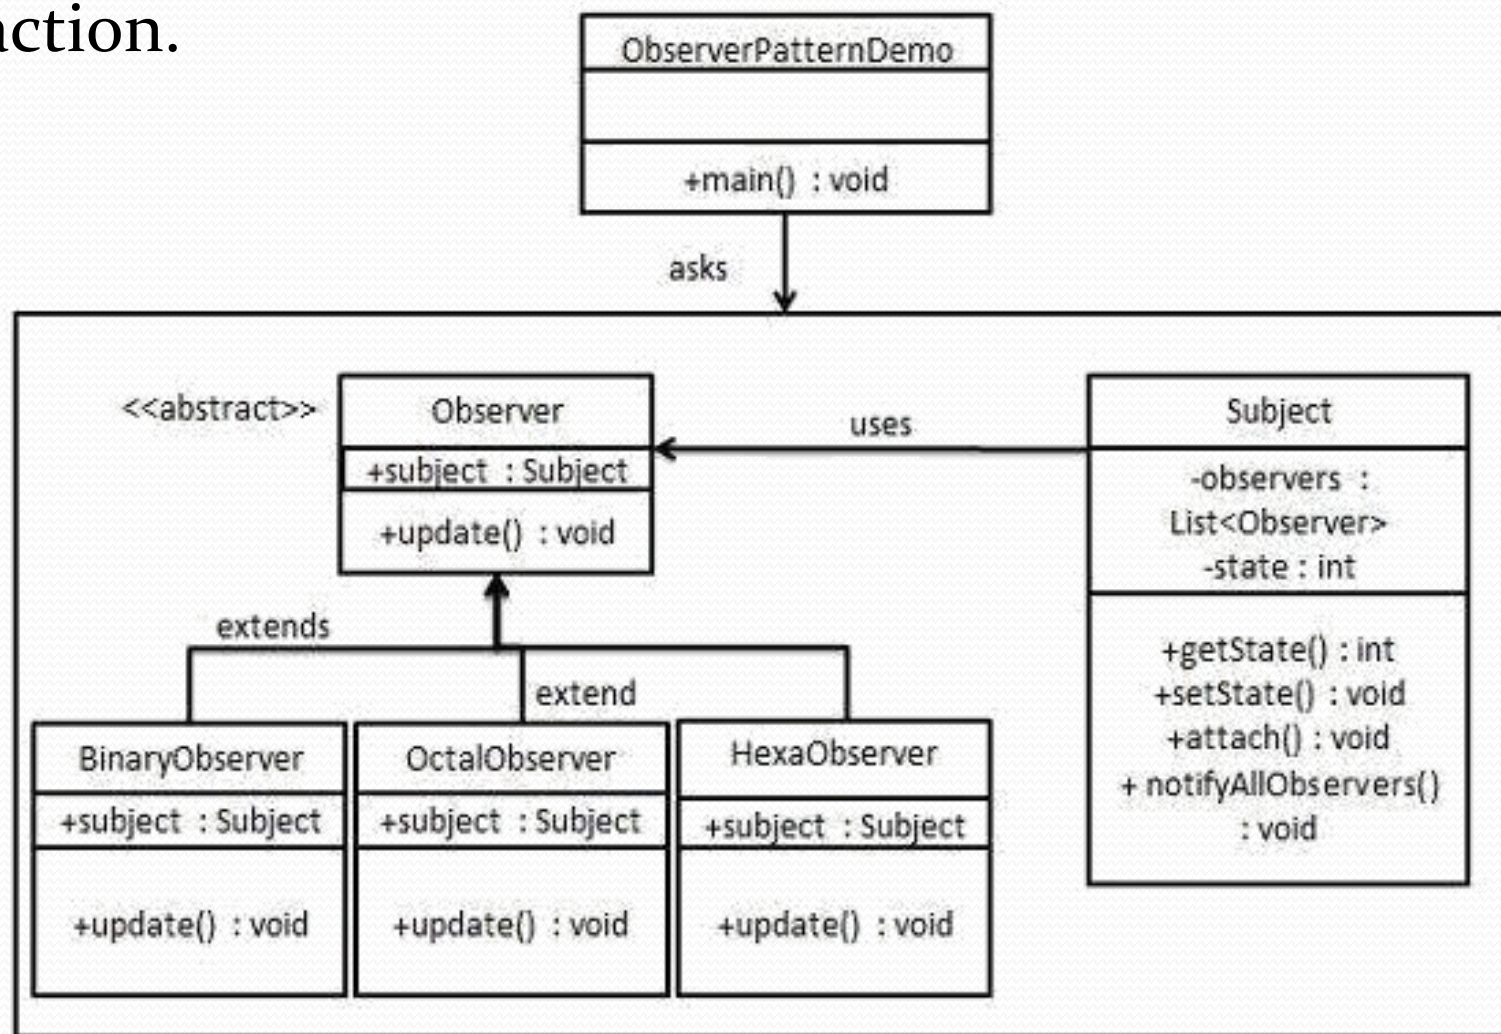 action.
ObserverPatternDemo
+main() : void
asks
<<abstract>>
Observer
+subject : Subject
+update() : void
uses
Subject
-observers :
List<Observer>
-state : int
+getState() : int
+setState() : void
+attach() : void
+ notifyAllObservers()
: void
extends
extend
BinaryObserver
+subject : Subject
+update() : void
OctalObserver
+subject : Subject
+update() : void
HexaObserver
+subject : Subject
+update() : void